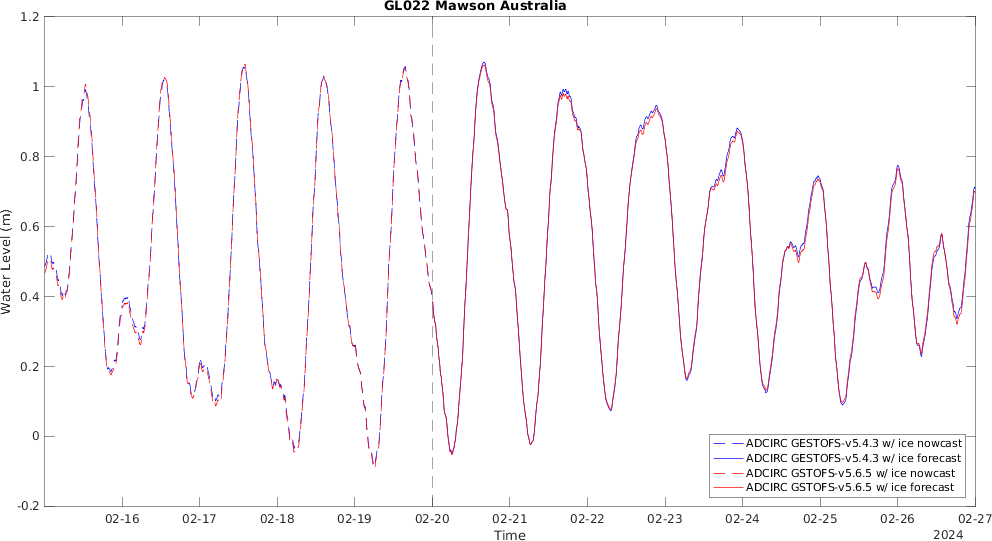 GL022 Mawson Australia
1.2
1
0.8
0.6
0.4
0.2
0
-0.2
Water Level (m)
ADCIRC GESTOFS-v5.4.3 w/ ice nowcast
ADCIRC GESTOFS-v5.4.3 w/ ice forecast
ADCIRC GSTOFS-v5.6.5 w/ ice nowcast
ADCIRC GSTOFS-v5.6.5 w/ ice forecast
02-16 02-17 02-18 02-19 02-20 02-21 02-22 02-23 02-24 02-25 02-26 02-27
Time
2024